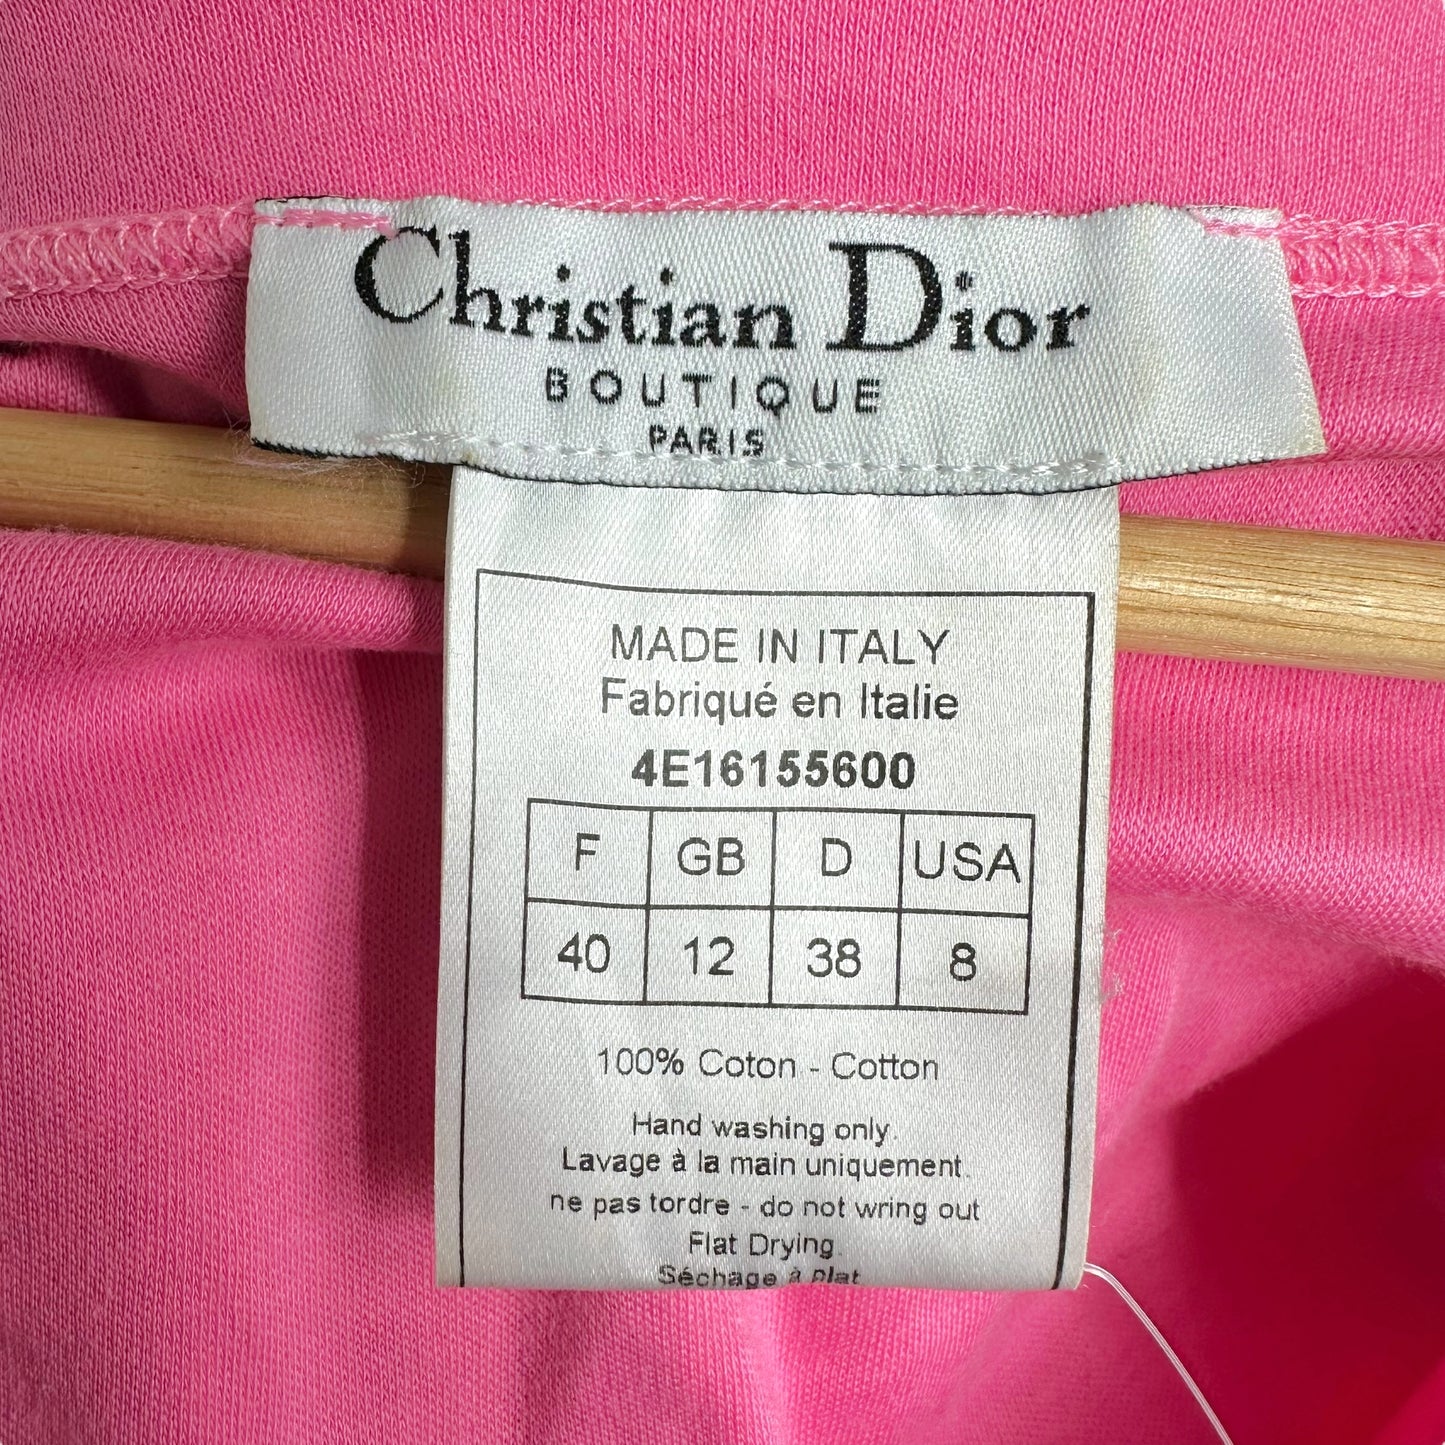 Christian Dior
BOUTIQUE
PARIS
MADE IN ITALY
Fabriqué en Italie
4E16155600
F GB D USA
40 12 38 8
100% Coton - Cotton
Hand washing only.
Lavage à la main uniquement.
ne pas tordre - do not wring out
Flat Drying.
Séchage à plat